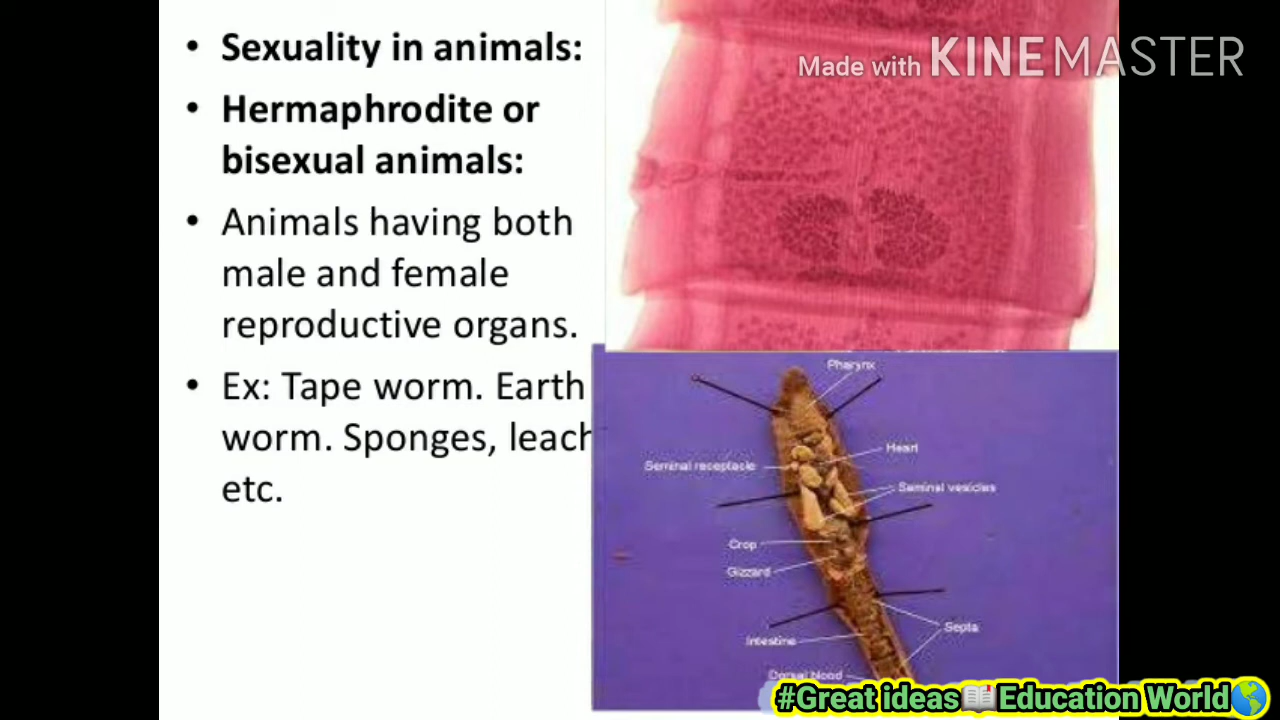 • Sexuality in animals:
• Hermaphrodite or
bisexual animals:
• Animals having both
male and female
reproductive organs.
• Ex: Tape worm. Earth
worm. Sponges, leach
etc.
Made with KINEMASTER
Pharynx
Heart
Seminal receptacle
Seminal vesicles
Crop
Gizzard
Septa
Intestine
Dorsal blood
#Great ideas📖Education World🌎